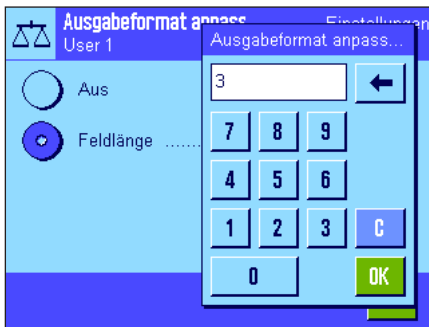 Ausgabeformat anpass
User 1
Aus
Feldlänge .......
Ausgabeformat anpass...
3
7 8 9
4 5 6
1 2 3 C
0 OK